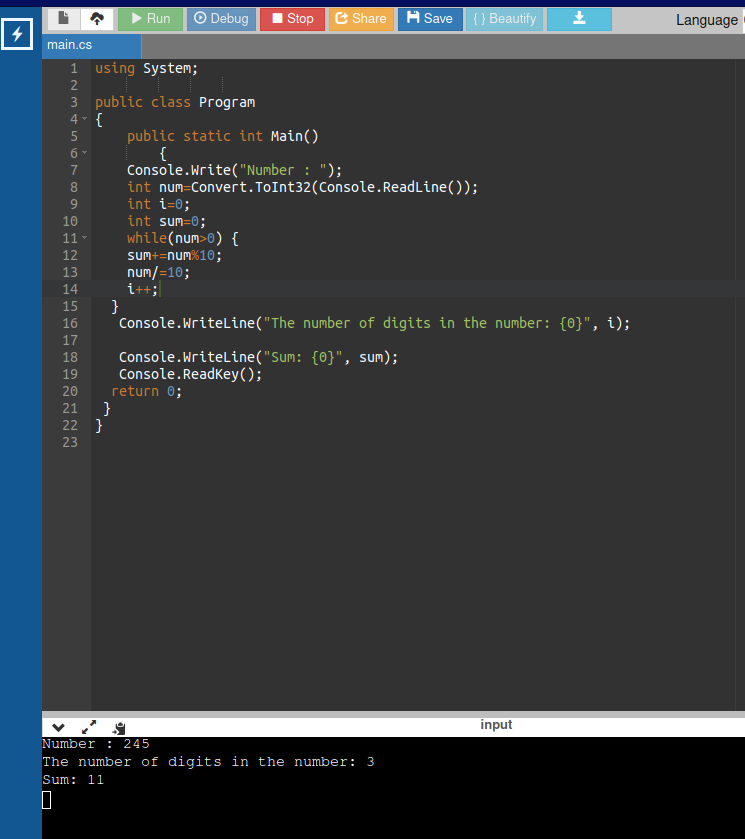 Run Debug Stop Share Save { } Beautify Language
main.cs
1 using System;
2
3 public class Program
4 {
5 public static int Main()
6 {
7 Console.Write("Number : ");
8 int num=Convert.ToInt32(Console.ReadLine());
9 int i=0;
10 int sum=0;
11 while(num>0) {
12 sum+=num%10;
13 num/=10;
14 i++;
15 }
16 Console.WriteLine("The number of digits in the number: {0}", i);
17
18 Console.WriteLine("Sum: {0}", sum);
19 Console.ReadKey();
20 return 0;
21 }
22 }
23
input
Number : 245
The number of digits in the number: 3
Sum: 11